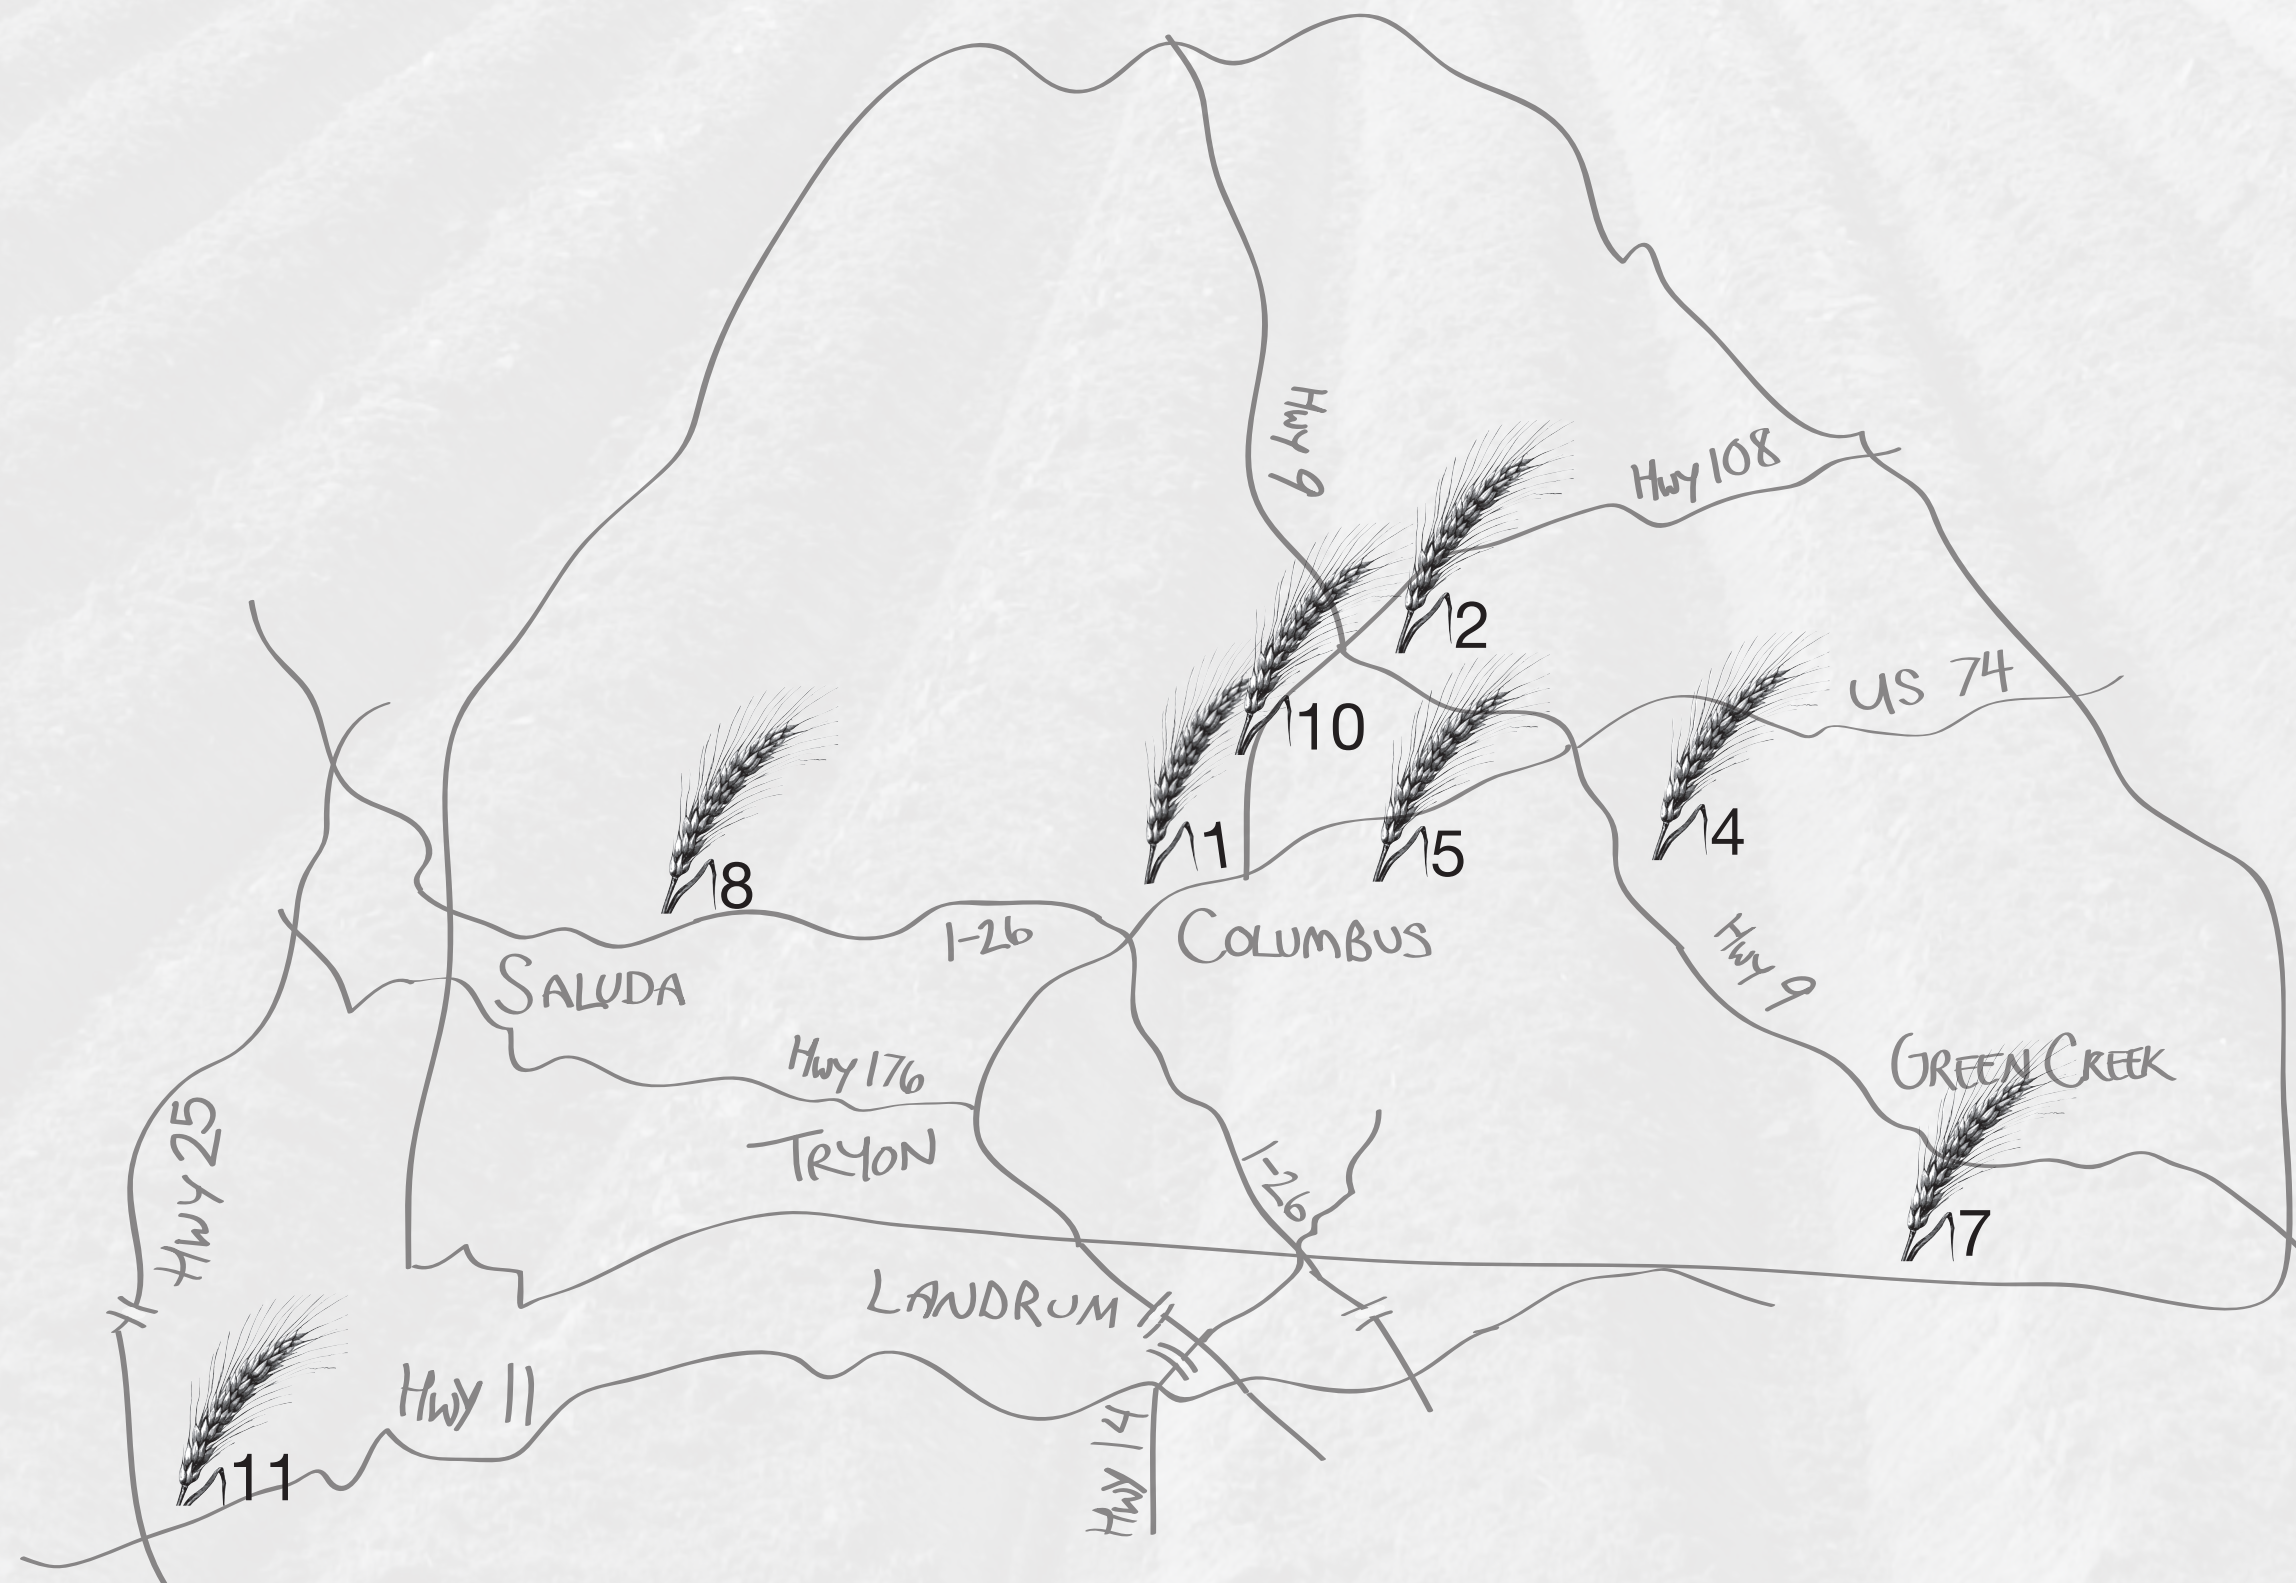 Hwy 9
Hwy 108
2
US 74
10
8
1
5
4
I-26
COLUMBUS
SALUDA
Hwy 9
Hwy 176
GREEN CREEK
TRYON
Hwy 25
I-26
7
LANDRUM
Hwy 11
Hwy 14
11